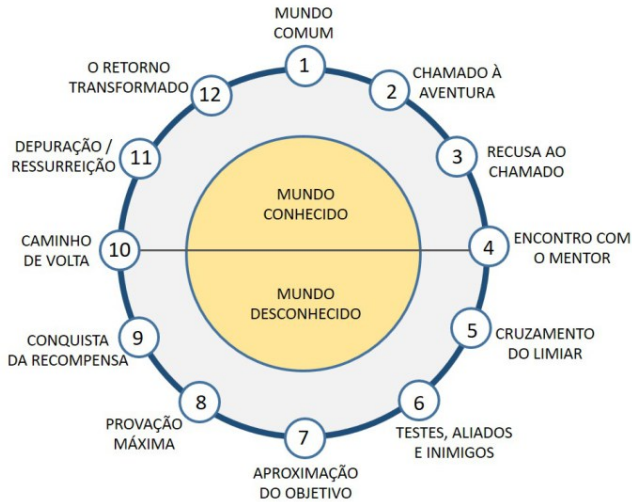 MUNDO
COMUM
1
CHAMADO À
AVENTURA
2
RECUSA AO
CHAMADO
3
ENCONTRO COM
O MENTOR
4
CRUZAMENTO
DO LIMIAR
5
TESTES, ALIADOS
E INIMIGOS
6
APROXIMAÇÃO
DO OBJETIVO
7
PROVAÇÃO
MÁXIMA
8
CONQUISTA
DA RECOMPENSA
9
CAMINHO
DE VOLTA
10
DEPURAÇÃO /
RESSURREIÇÃO
11
O RETORNO
TRANSFORMADO
12
MUNDO
CONHECIDO
MUNDO
DESCONHECIDO